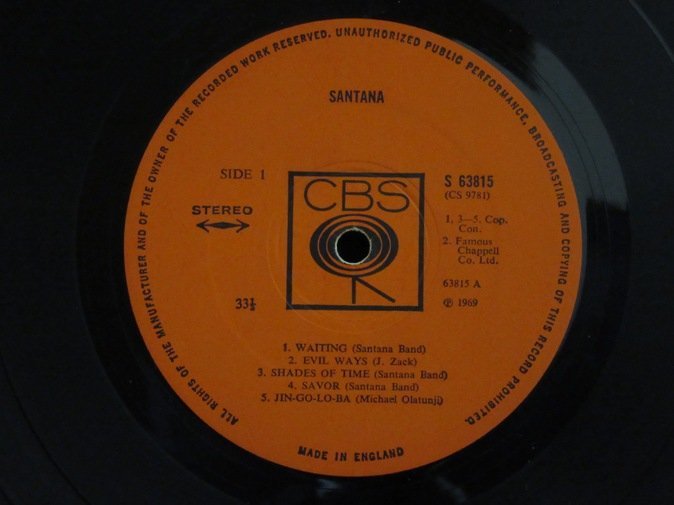 ALL RIGHTS OF THE MANUFACTURER AND OF THE OWNER OF THE RECORDED WORK RESERVED. UNAUTHORIZED PUBLIC PERFORMANCE, BROADCASTING AND COPYING OF THIS RECORD PROHIBITED.
SANTANA
SIDE 1
CBS
S 63815
(CS 9781)
STEREO
1, 3—5. Cop.
Con.
2. Famous
Chappell
Co. Ltd.
63815 A
33⅓
℗ 1969
1. WAITING (Santana Band)
2. EVIL WAYS (J. Zack)
3. SHADES OF TIME (Santana Band)
4. SAVOR (Santana Band)
5. JIN-GO-LO-BA (Michael Olatunji)
MADE IN ENGLAND